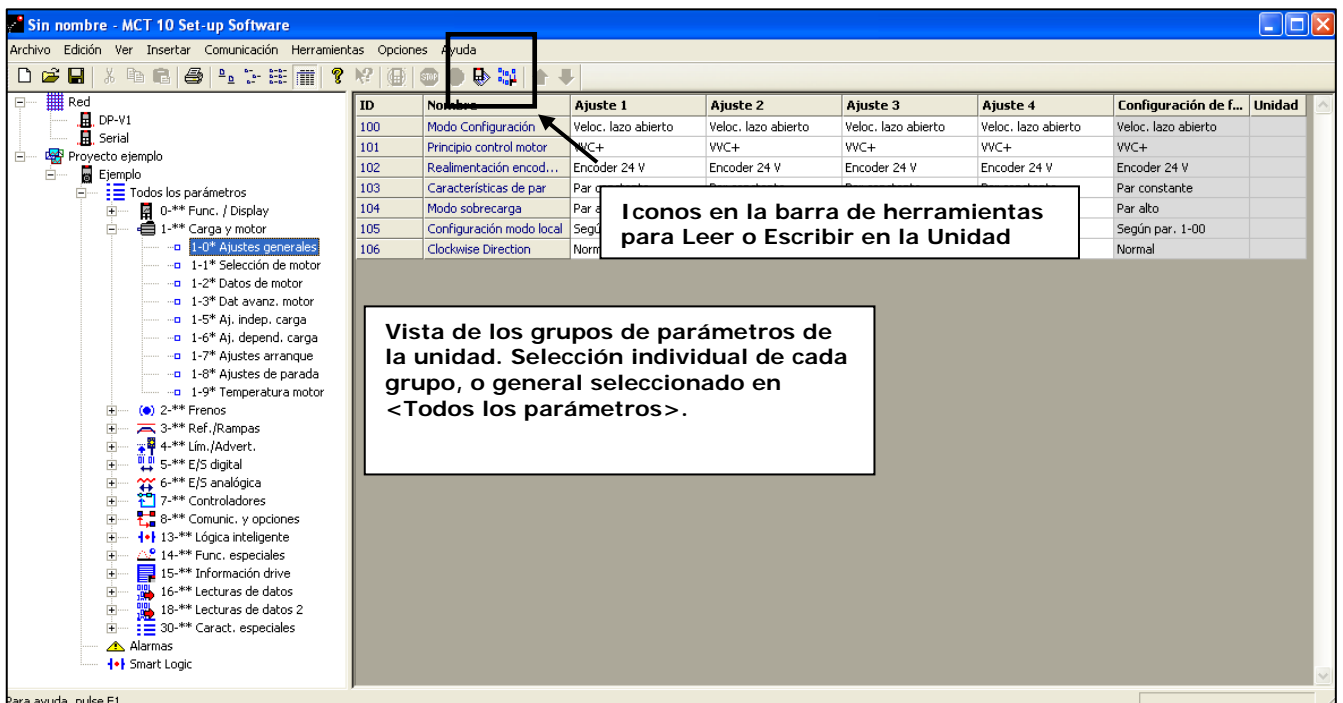 Sin nombre - MCT 10 Set-up Software
Archivo Edición Ver Insertar Comunicación Herramientas Opciones Ayuda
STOP
Red
DP-V1
Serial
Proyecto ejemplo
Ejemplo
Todos los parámetros
0-** Func. / Display
1-** Carga y motor
1-0* Ajustes generales
1-1* Selección de motor
1-2* Datos de motor
1-3* Dat avanz. motor
1-5* Aj. indep. carga
1-6* Aj. depend. carga
1-7* Ajustes arranque
1-8* Ajustes de parada
1-9* Temperatura motor
2-** Frenos
3-** Ref./Rampas
4-** Lím./Advert.
5-** E/S digital
6-** E/S analógica
7-** Controladores
8-** Comunic. y opciones
13-** Lógica inteligente
14-** Func. especiales
15-** Información drive
16-** Lecturas de datos
18-** Lecturas de datos 2
30-** Caract. especiales
Alarmas
Smart Logic
ID Nombre Ajuste 1 Ajuste 2 Ajuste 3 Ajuste 4 Configuración de f... Unidad
100 Modo Configuración Veloc. lazo abierto Veloc. lazo abierto Veloc. lazo abierto Veloc. lazo abierto Veloc. lazo abierto
101 Principio control motor VVC+ VVC+ VVC+ VVC+ VVC+
102 Realimentación encod... Encoder 24 V Encoder 24 V Encoder 24 V Encoder 24 V Encoder 24 V
103 Características de par Par constante
104 Modo sobrecarga Par alto
105 Configuración modo local Según par. 1-00
106 Clockwise Direction Normal
Iconos en la barra de herramientas
para Leer o Escribir en la Unidad
Vista de los grupos de parámetros de
la unidad. Selección individual de cada
grupo, o general seleccionado en
<Todos los parámetros>.
Para ayuda, pulse F1